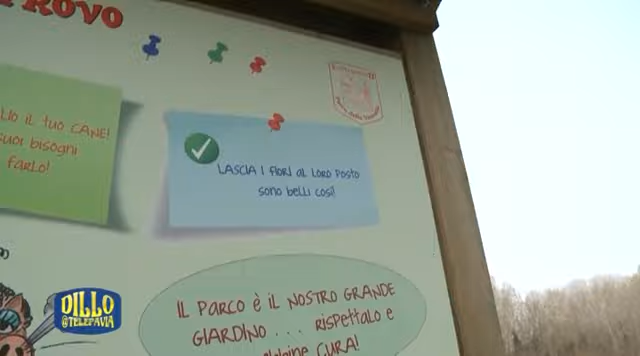 ROVO
IL TUO CANE!
SUOI BISOGNI
FARLO!
LASCIA I FIORI AL LORO POSTO
SONO BELLI COSÌ!
IL PARCO È IL NOSTRO GRANDE
GIARDINO... RISPETTALO E
CURA!
DILLO
@TELEPAVIA